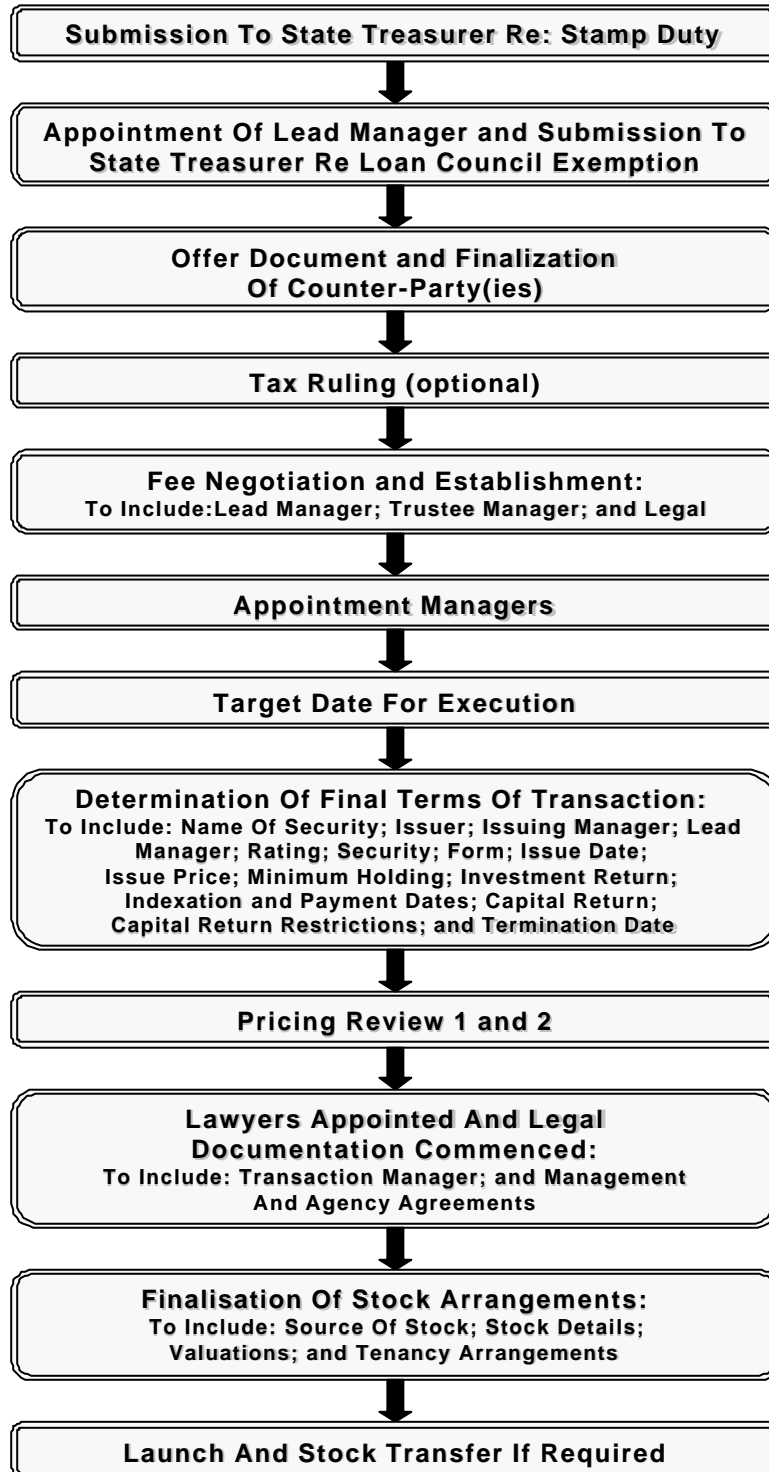 Submission To State Treasurer Re: Stamp Duty
Appointment Of Lead Manager and Submission To
State Treasurer Re Loan Council Exemption
Offer Document and Finalization
Of Counter-Party(ies)
Tax Ruling (optional)
Fee Negotiation and Establishment:
To Include:Lead Manager; Trustee Manager; and Legal
Appointment Managers
Target Date For Execution
Determination Of Final Terms Of Transaction:
To Include: Name Of Security; Issuer; Issuing Manager; Lead
Manager; Rating; Security; Form; Issue Date;
Issue Price; Minimum Holding; Investment Return;
Indexation and Payment Dates; Capital Return;
Capital Return Restrictions; and Termination Date
Pricing Review 1 and 2
Lawyers Appointed And Legal
Documentation Commenced:
To Include: Transaction Manager; and Management
And Agency Agreements
Finalisation Of Stock Arrangements:
To Include: Source Of Stock; Stock Details;
Valuations; and Tenancy Arrangements
Launch And Stock Transfer If Required